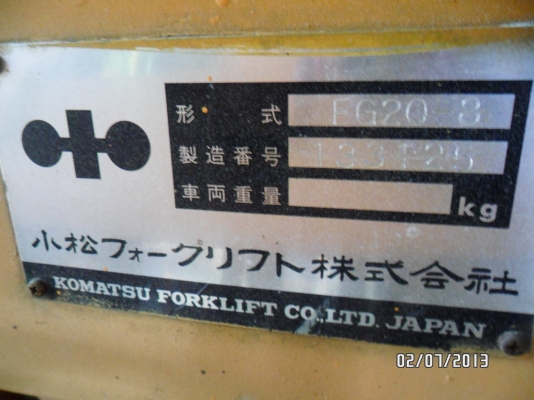 形式 FG20-8
製造番号 133125
車両重量 kg
小松フォークリフト株式会社
KOMATSU FORKLIFT CO.,LTD. JAPAN
02/07/2013